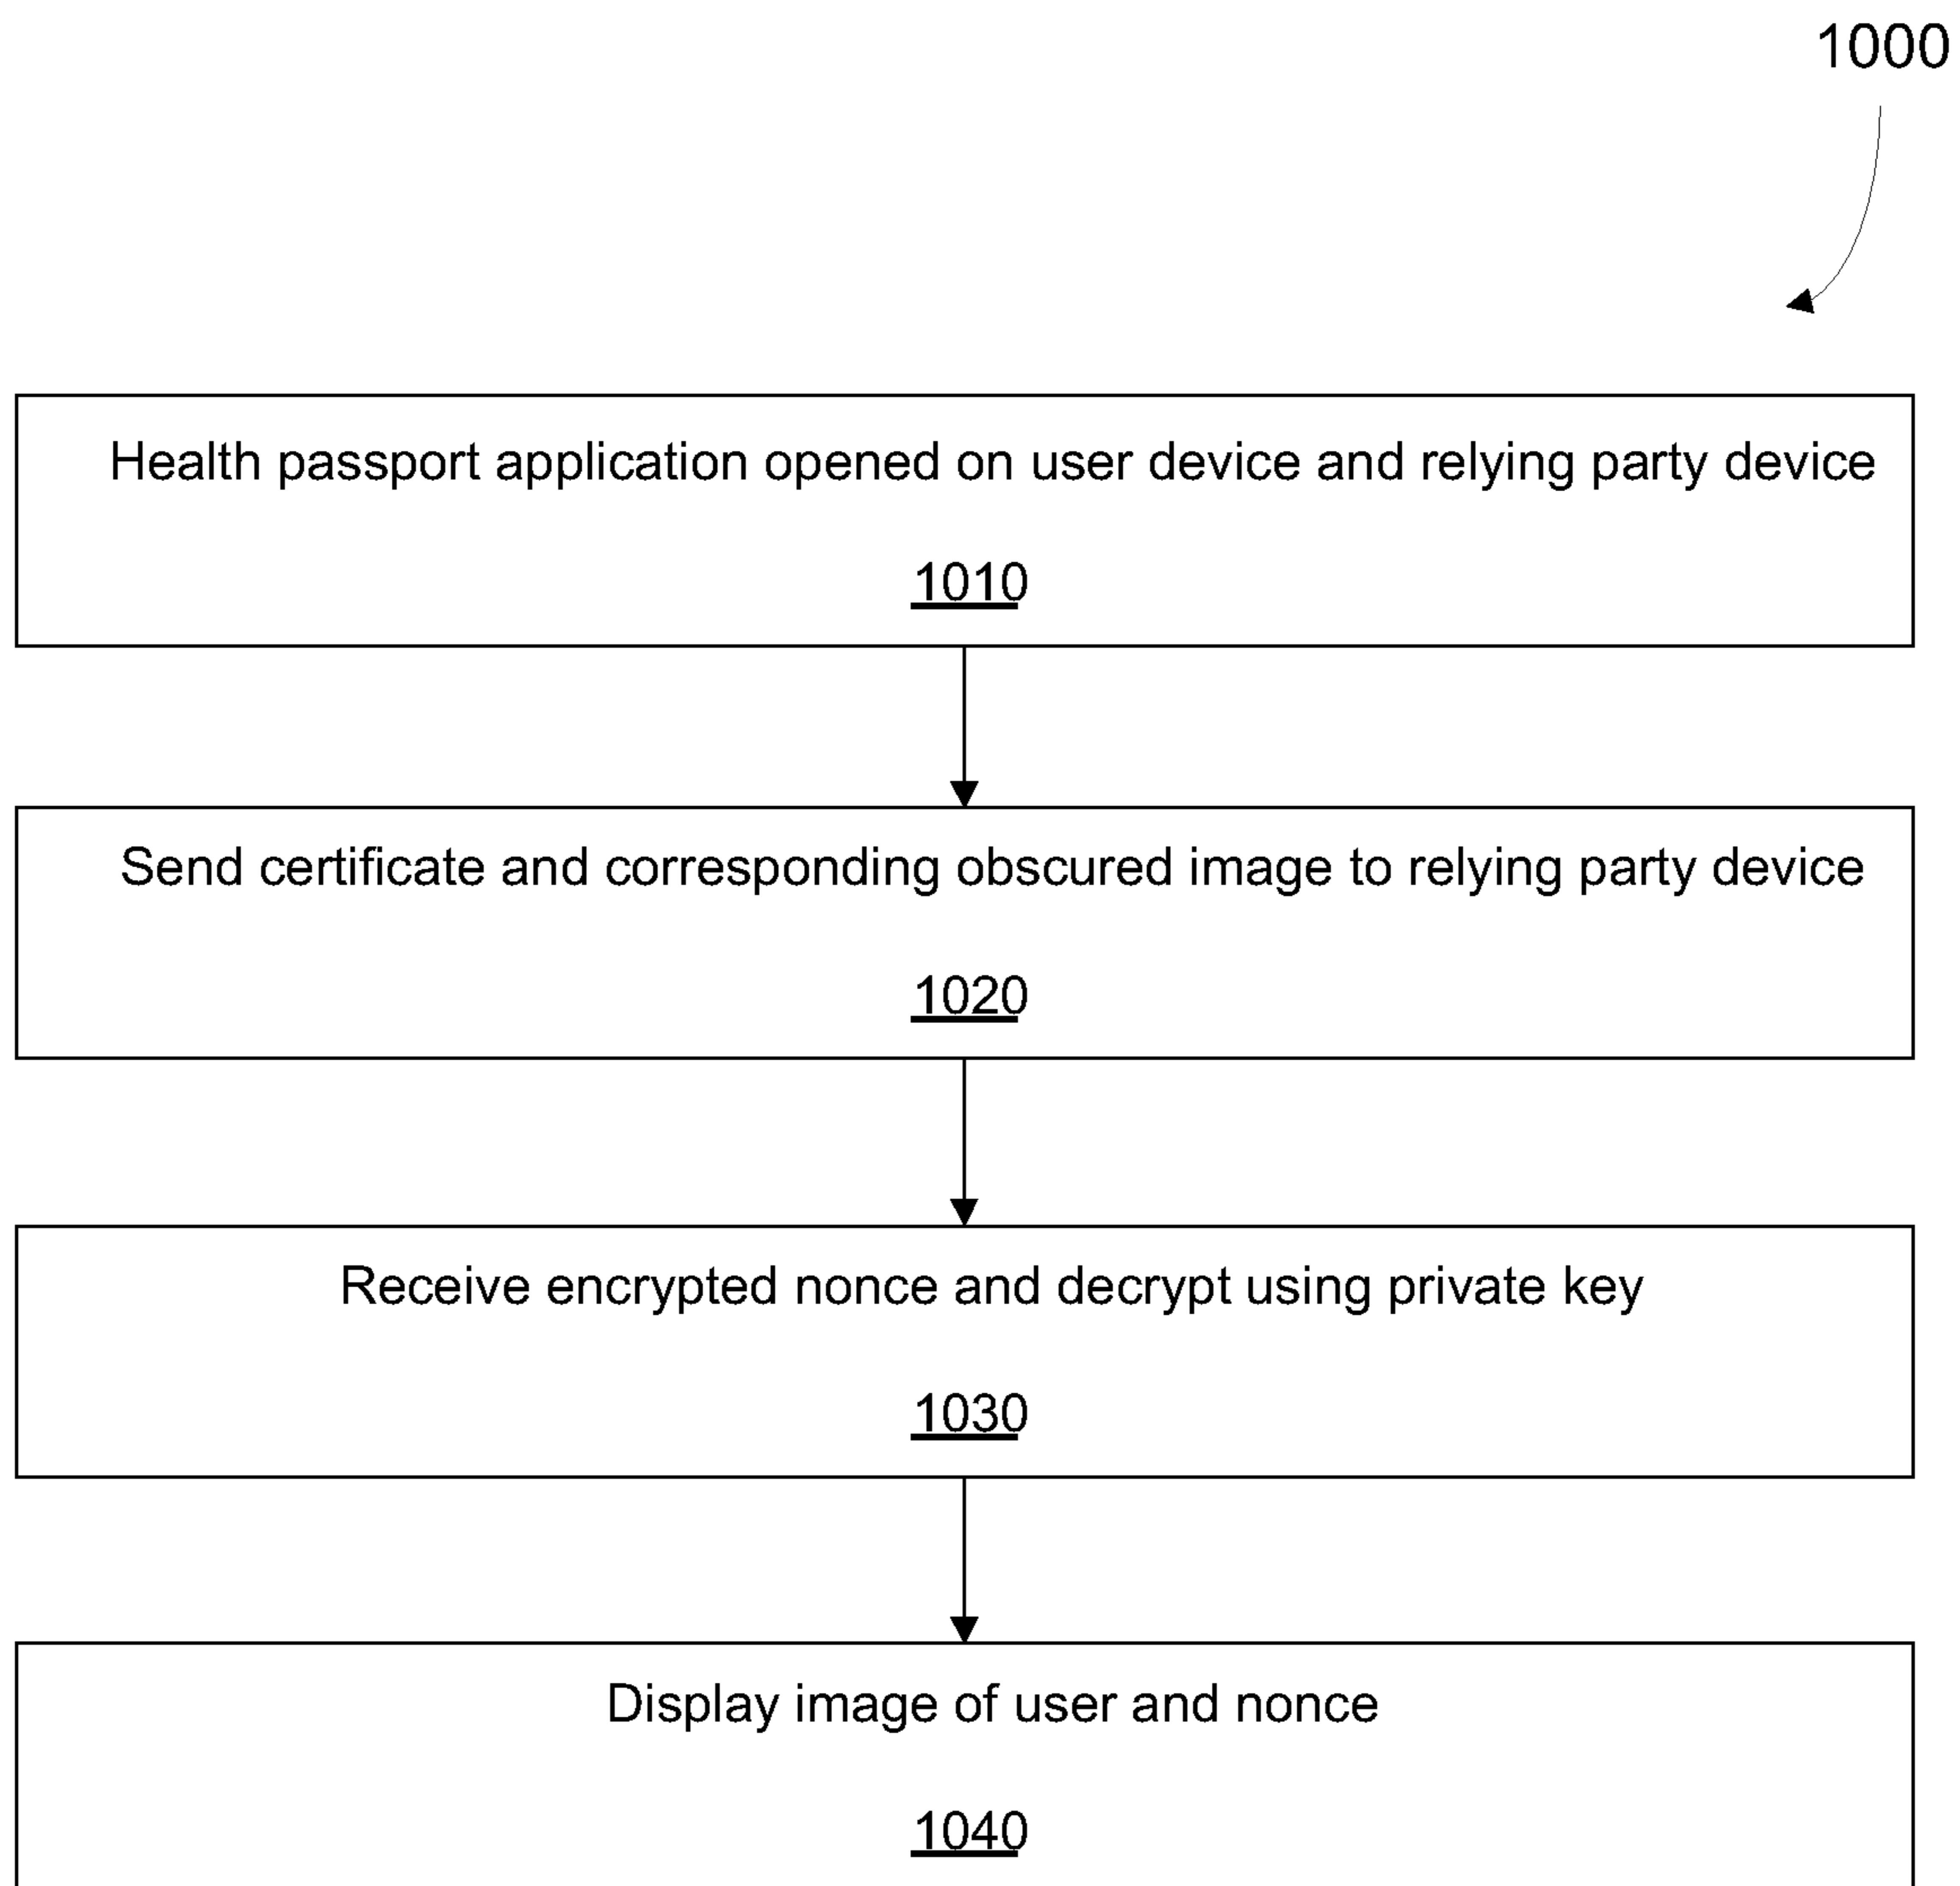 1000
Health passport application opened on user device and relying party device
1010
Send certificate and corresponding obscured image to relying party device
1020
Receive encrypted nonce and decrypt using private key
1030
Display image of user and nonce
1040